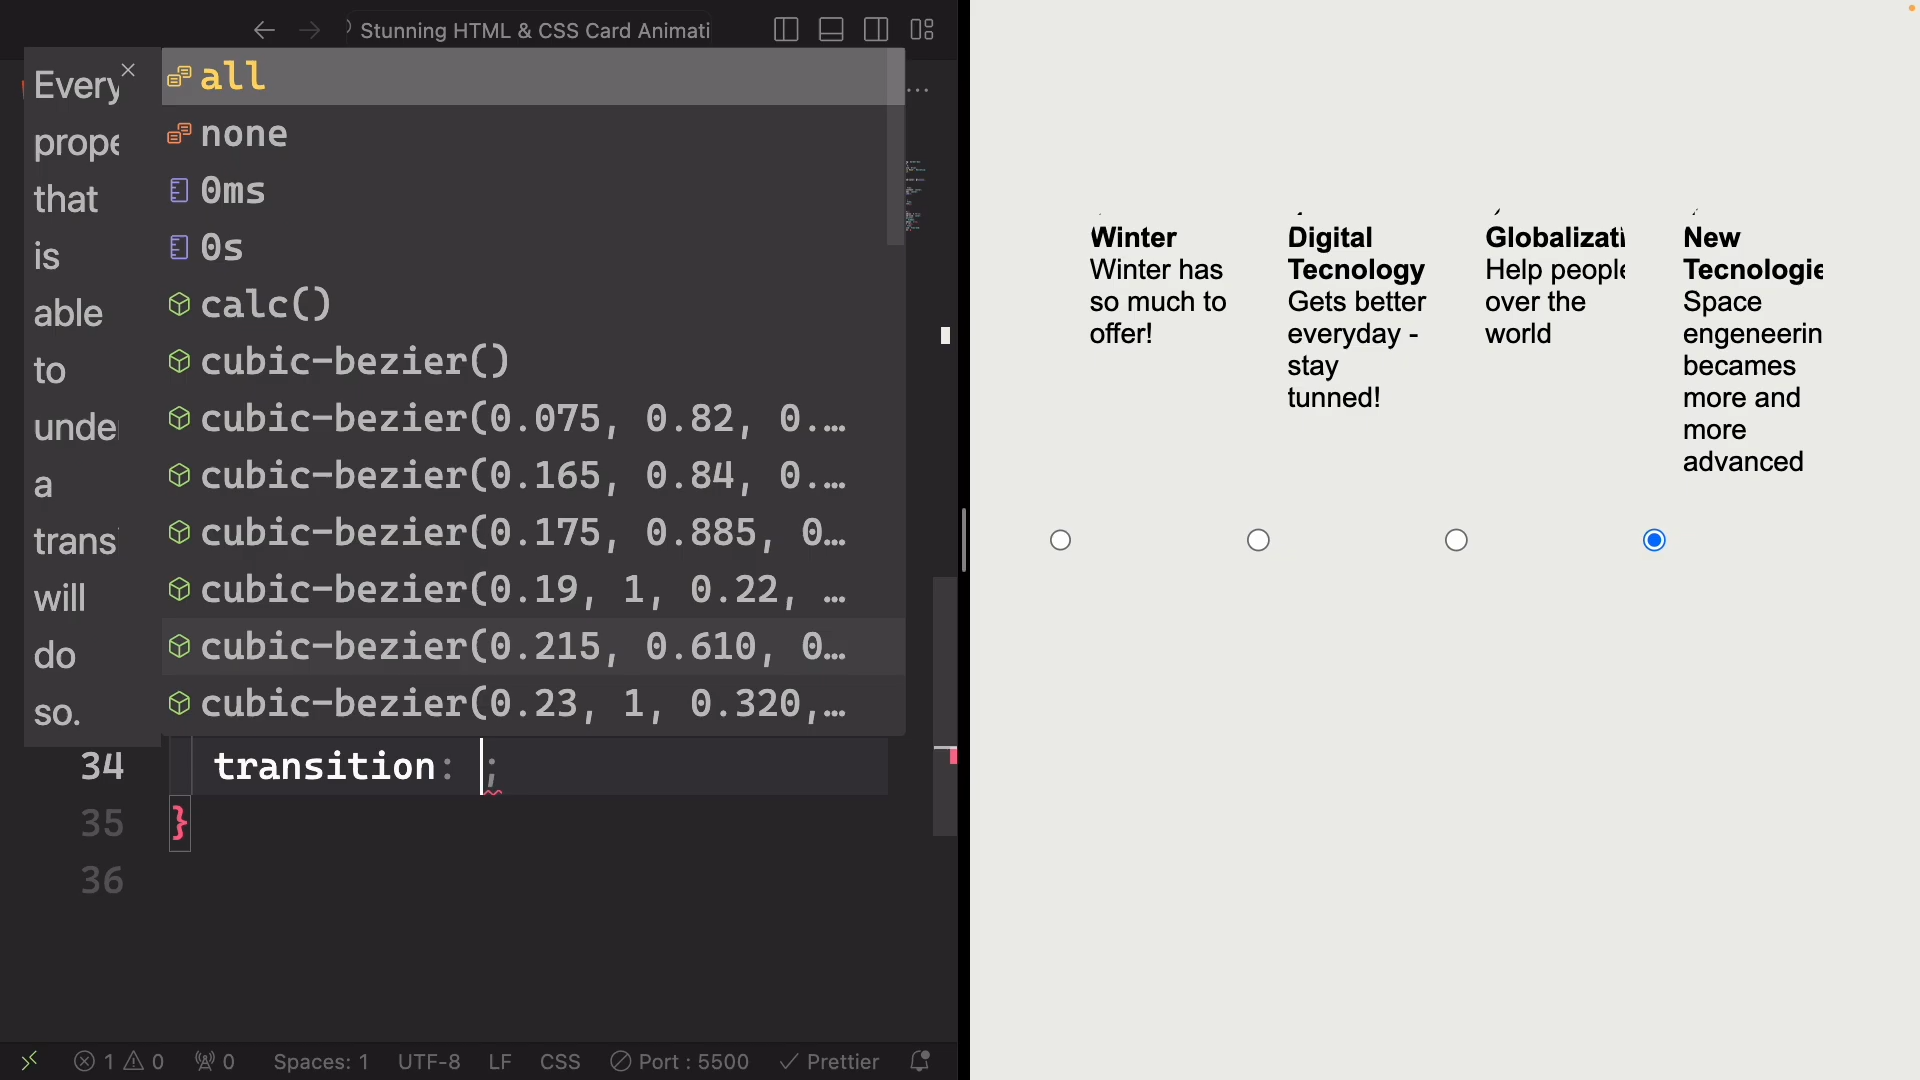 Stunning HTML & CSS Card Animati
Every
prope
that
is
able
to
unde
a
trans
will
do
so.
all
none
0ms
0s
calc()
cubic-bezier()
cubic-bezier(0.075, 0.82, 0.…
cubic-bezier(0.165, 0.84, 0.…
cubic-bezier(0.175, 0.885, 0…
cubic-bezier(0.19, 1, 0.22, …
cubic-bezier(0.215, 0.610, 0…
cubic-bezier(0.23, 1, 0.320,…
34 transition: ;
35 }
36
1 0 0 Spaces: 1 UTF-8 LF CSS Port : 5500 Prettier
Winter
Winter has
so much to
offer!
Digital
Tecnology
Gets better
everyday -
stay
tunned!
Globalizati
Help people
over the
world
New
Tecnologie
Space
engeneerin
becames
more and
more
advanced